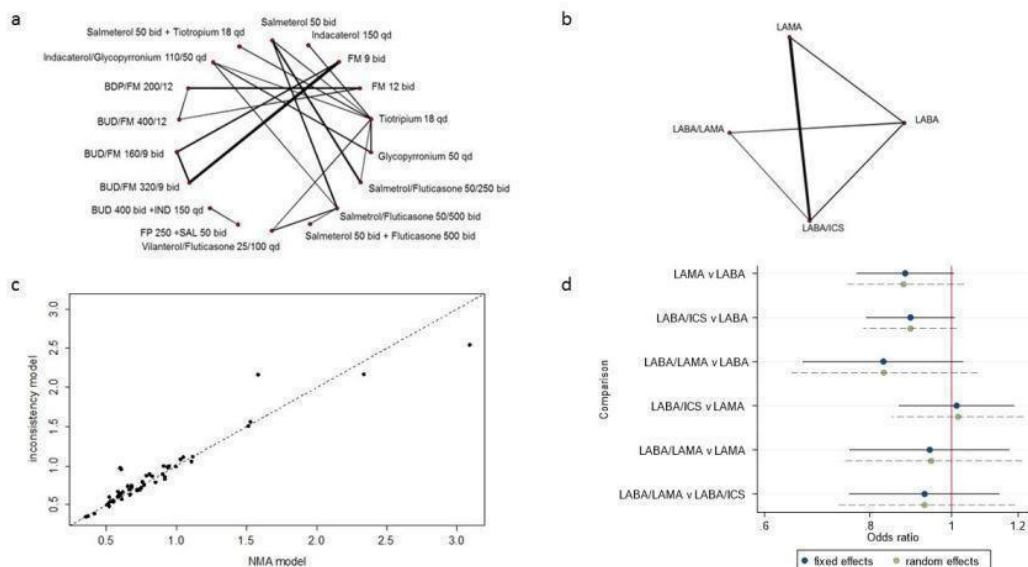 a
Salmeterol 50 bid
Salmeterol 50 bid + Tiotropium 18 qd
Indacaterol 150 qd
Indacaterol/Glycopyrronium 110/50 qd
FM 9 bid
BDP/FM 200/12
FM 12 bid
BUD/FM 400/12
Tiotripium 18 qd
BUD/FM 160/9 bid
Glycopyrronium 50 qd
BUD/FM 320/9 bid
Salmetrol/Fluticasone 50/250 bid
BUD 400 bid +IND 150 qd
Salmetrol/Fluticasone 50/500 bid
FP 250 +SAL 50 bid
Salmeterol 50 bid + Fluticasone 500 bid
Vilanterol/Fluticasone 25/100 qd
b
LAMA
LABA
LABA/LAMA
LABA/ICS
c
inconsistency model
3.0
2.5
2.0
1.5
1.0
0.5
0.5 1.0 1.5 2.0 2.5 3.0
NMA model
d
Comparison
LAMA v LABA
LABA/ICS v LABA
LABA/LAMA v LABA
LABA/ICS v LAMA
LABA/LAMA v LAMA
LABA/LAMA v LABA/ICS
.6 .8 1 1.2
Odds ratio
fixed effects random effects